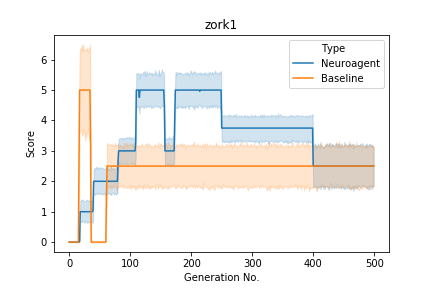 zork1
Type
Neuroagent
Baseline
Score
6
5
4
3
2
1
0
0 100 200 300 400 500
Generation No.